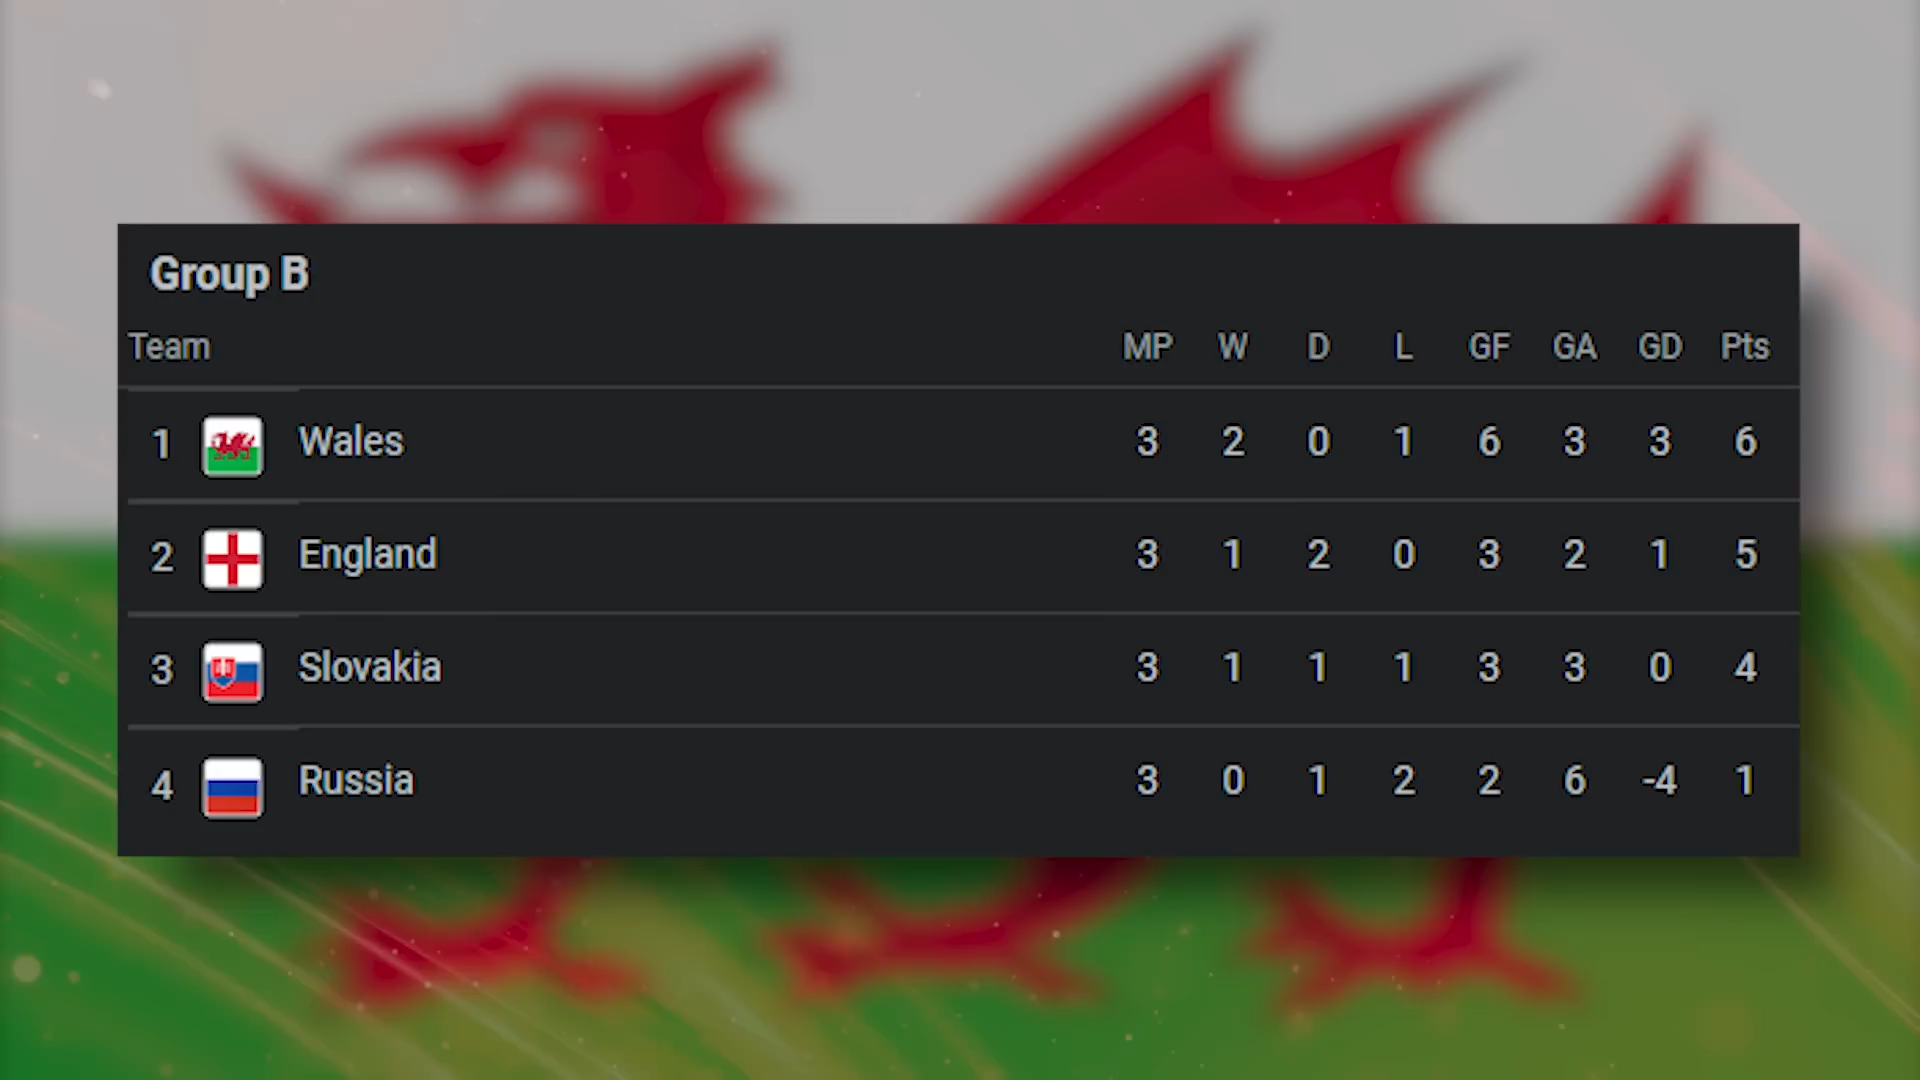 Group B
Team MP W D L GF GA GD Pts
1 Wales 3 2 0 1 6 3 3 6
2 England 3 1 2 0 3 2 1 5
3 Slovakia 3 1 1 1 3 3 0 4
4 Russia 3 0 1 2 2 6 -4 1